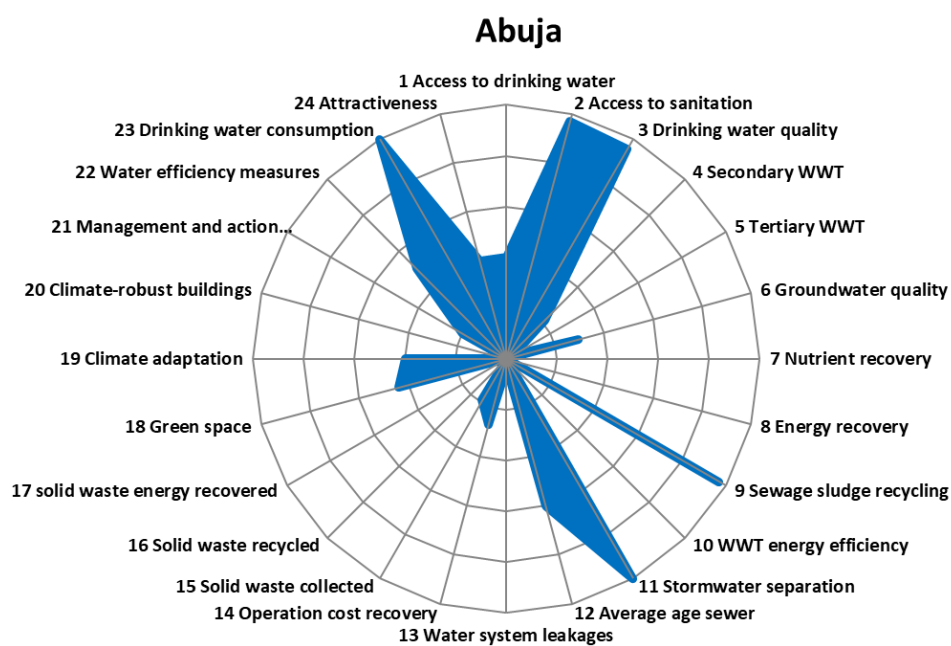 Abuja
1 Access to drinking water
2 Access to sanitation
3 Drinking water quality
4 Secondary WWT
5 Tertiary WWT
6 Groundwater quality
7 Nutrient recovery
8 Energy recovery
9 Sewage sludge recycling
10 WWT energy efficiency
11 Stormwater separation
12 Average age sewer
13 Water system leakages
14 Operation cost recovery
15 Solid waste collected
16 Solid waste recycled
17 solid waste energy recovered
18 Green space
19 Climate adaptation
20 Climate-robust buildings
21 Management and action...
22 Water efficiency measures
23 Drinking water consumption
24 Attractiveness